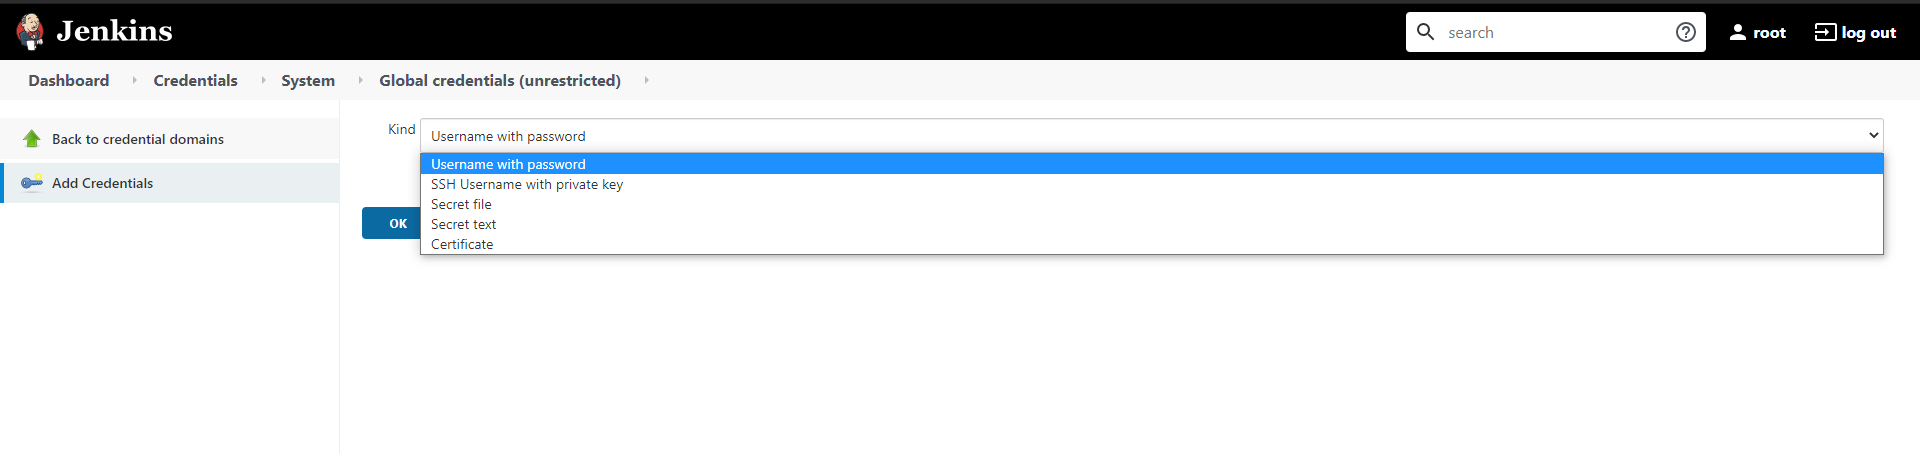 Jenkins
search
root
log out
Dashboard
Credentials
System
Global credentials (unrestricted)
Back to credential domains
Add Credentials
Kind
Username with password
Username with password
SSH Username with private key
Secret file
Secret text
Certificate
OK